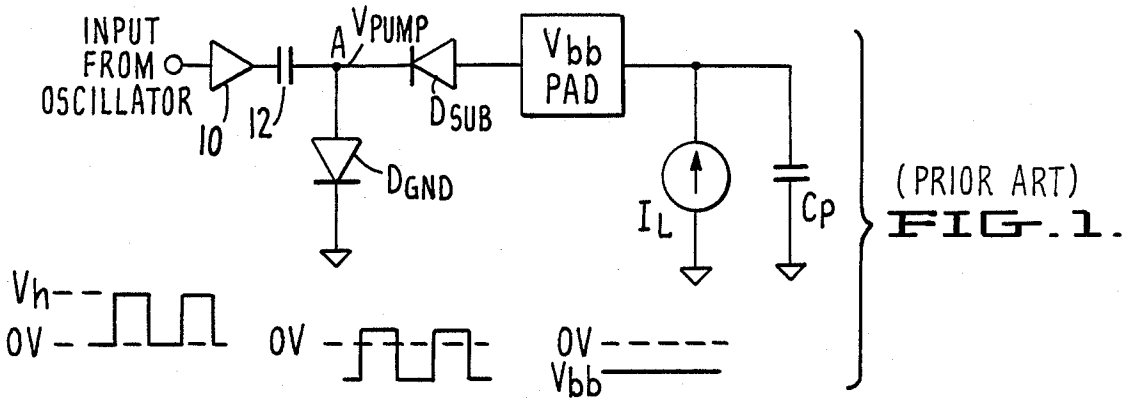 INPUT
FROM
OSCILLATOR
10
12
A
VPUMP
DSUB
DGND
Vbb
PAD
IL
CP
(PRIOR ART)
FIG.1.
Vh
0V
0V
0V
Vbb